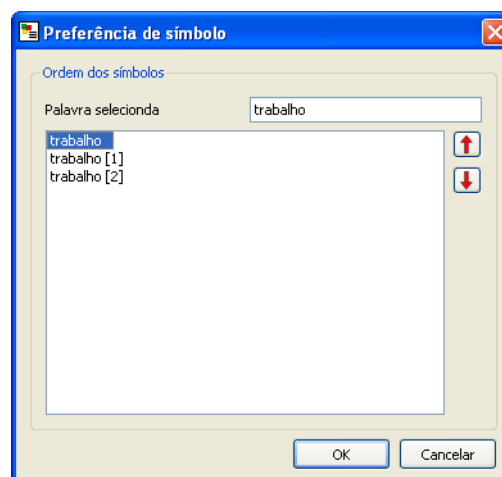 Preferência de símbolo
Ordem dos símbolos
Palavra selecionda
trabalho
trabalho
trabalho [1]
trabalho [2]
OK
Cancelar